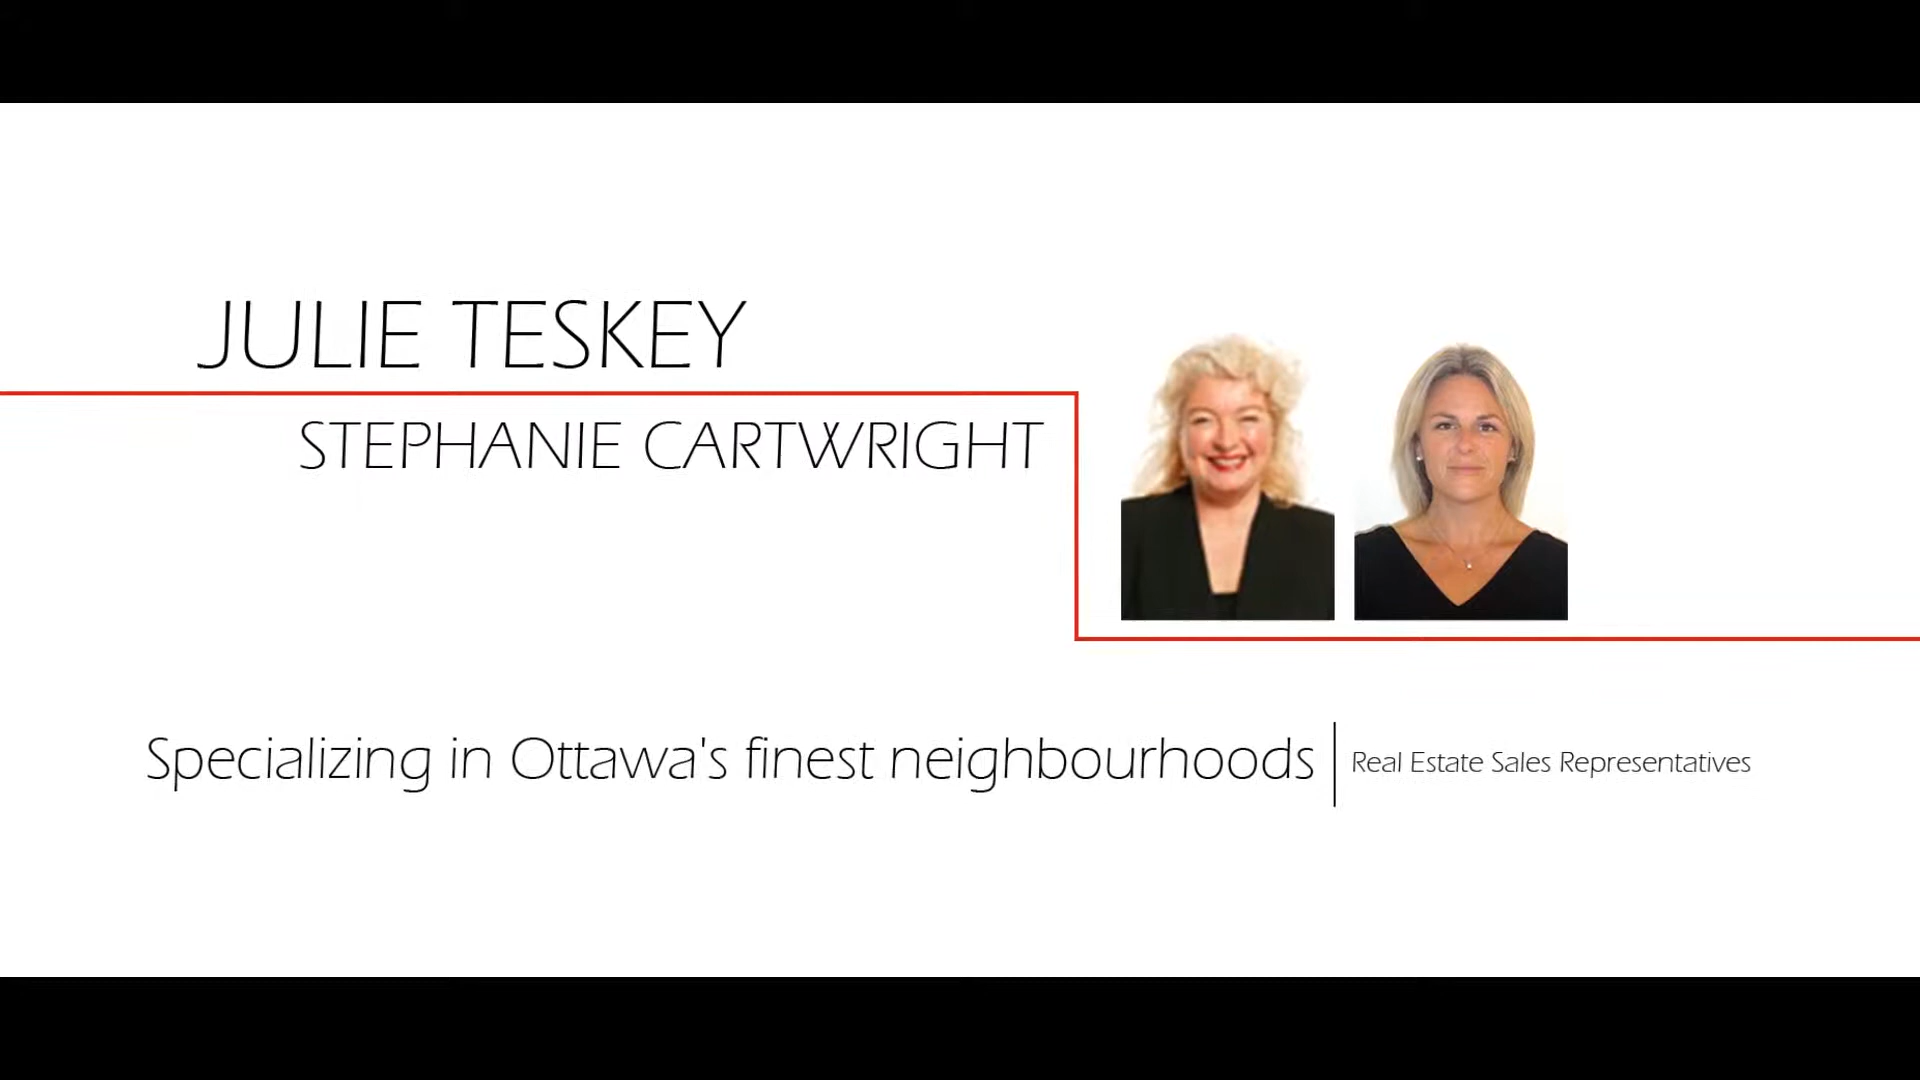 JULIE TESKEY
STEPHANIE CARTWRIGHT
Specializing in Ottawa's finest neighbourhoods
Real Estate Sales Representatives